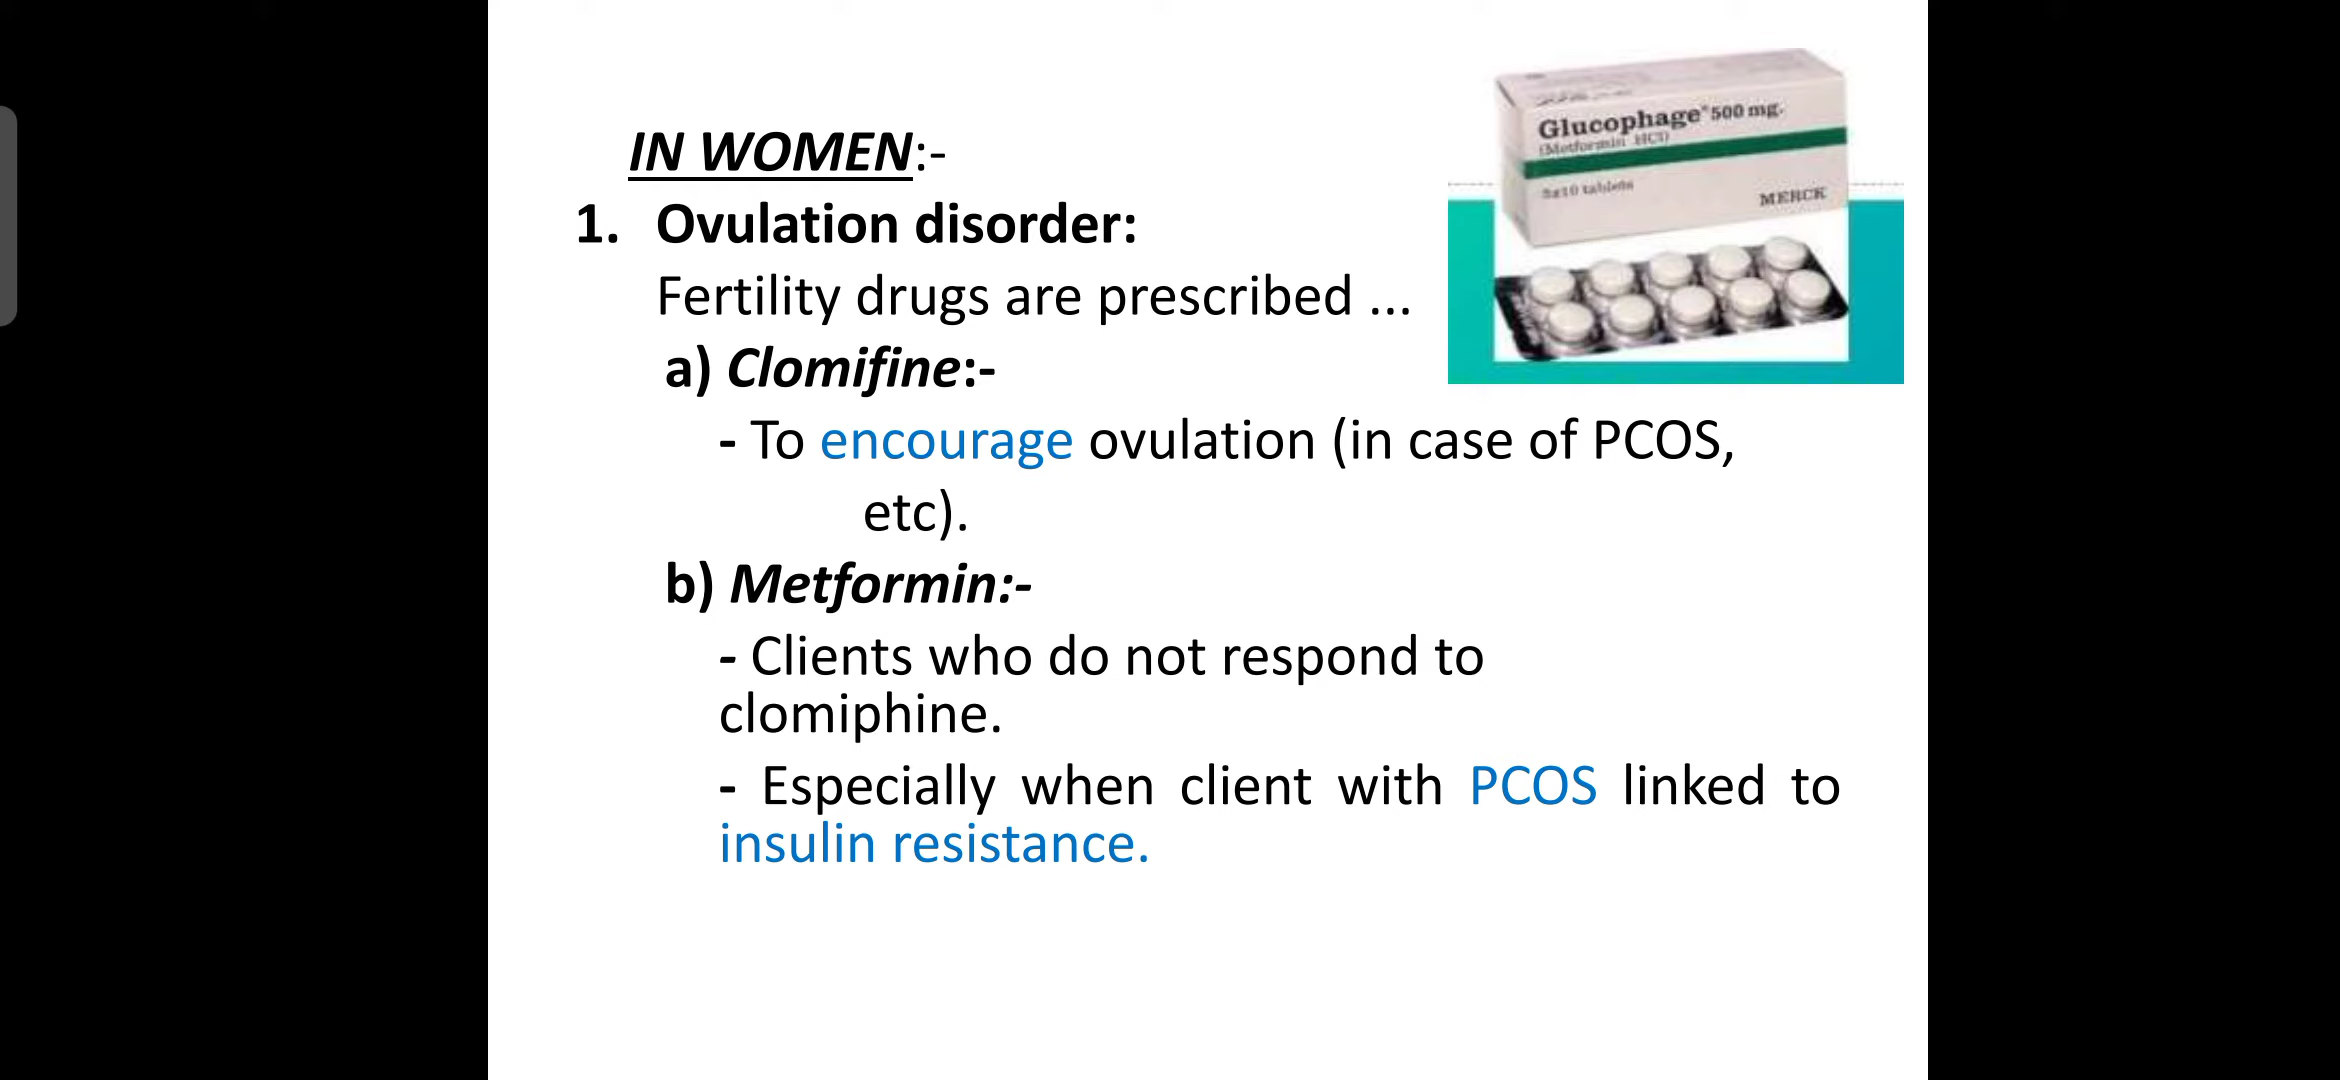 IN WOMEN:-
1. Ovulation disorder:
Fertility drugs are prescribed ...
a) Clomifine:-
- To encourage ovulation (in case of PCOS,
etc).
b) Metformin:-
- Clients who do not respond to
clomiphine.
- Especially when client with PCOS linked to
insulin resistance.
Glucophage® 500 mg.
(Metformin HCl)
tablets
MERCK